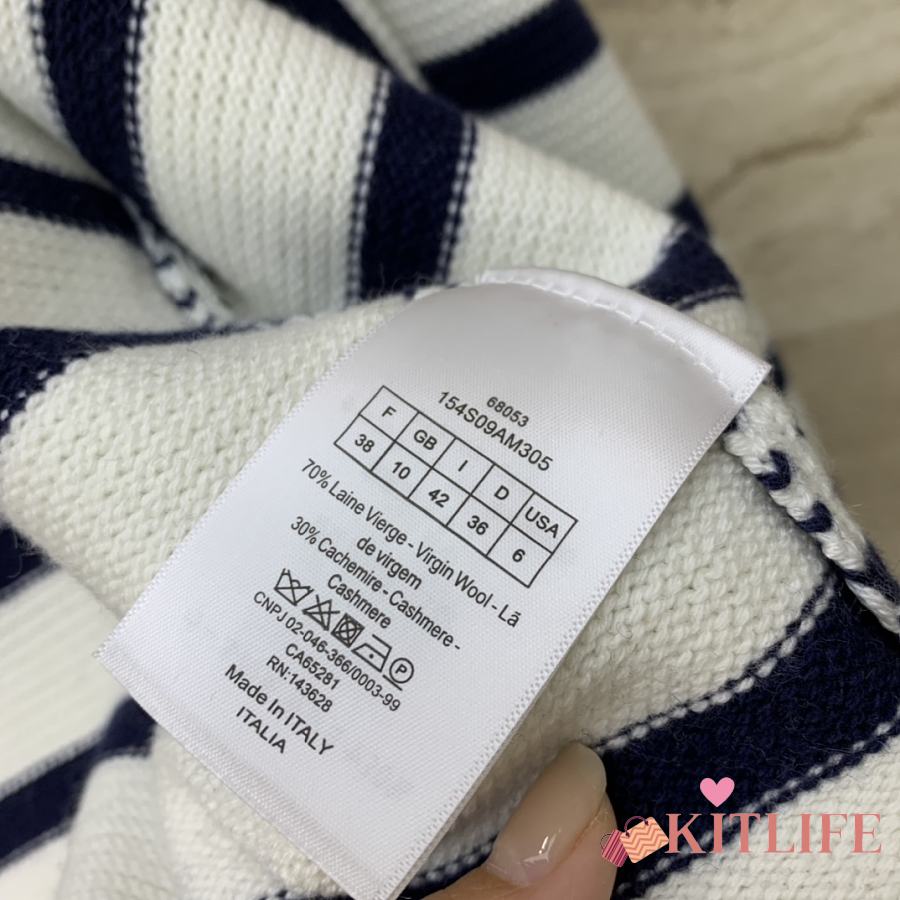 68053
154S09AM305
F GB I D USA
38 10 42 36 6
70% Laine Vierge - Virgin Wool - Lã
de virgem
30% Cachemire - Cashmere -
Cashmere
P
CNPJ 02-046-366/0003-99
CA65281
RN:143628
Made In ITALY
ITALIA
KITLIFE